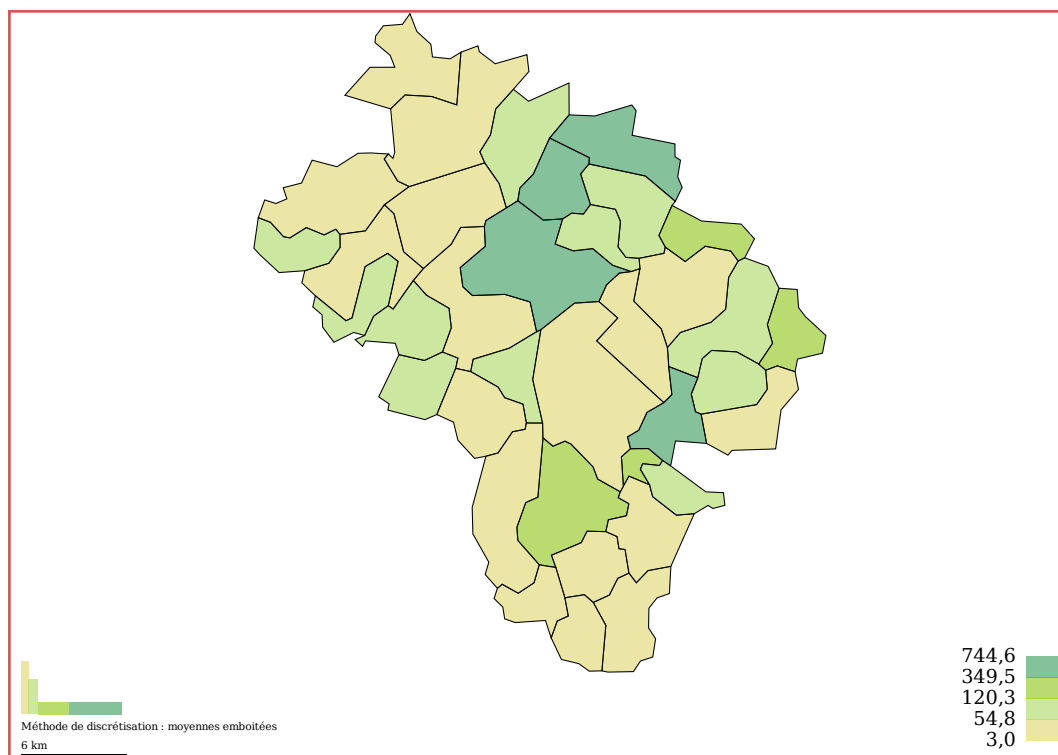 744,6
349,5
120,3
54,8
3,0
Méthode de discrétisation : moyennes emboitées
6 km